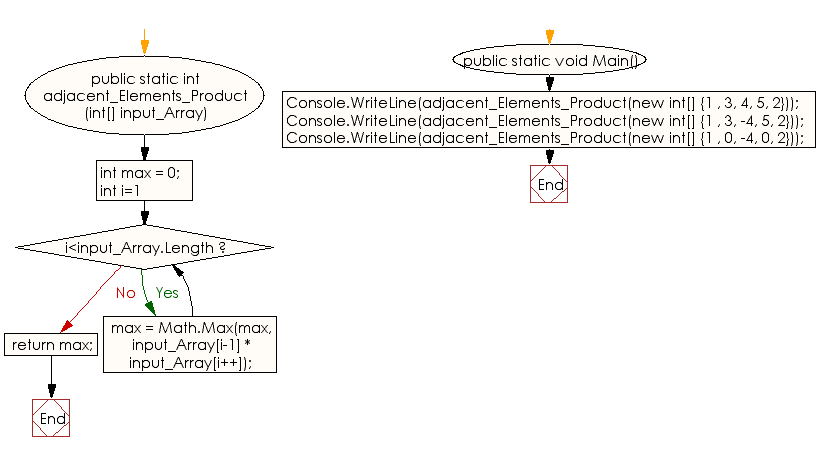 public static int
adjacent_Elements_Product
(int[] input_Array)
int max = 0;
int i=1
i<input_Array.Length ?
No
Yes
return max;
max = Math.Max(max,
input_Array[i-1] *
input_Array[i++]);
End
public static void Main()
Console.WriteLine(adjacent_Elements_Product(new int[] {1 , 3, 4, 5, 2}));
Console.WriteLine(adjacent_Elements_Product(new int[] {1 , 3, -4, 5, 2}));
Console.WriteLine(adjacent_Elements_Product(new int[] {1 , 0, -4, 0, 2}));
End